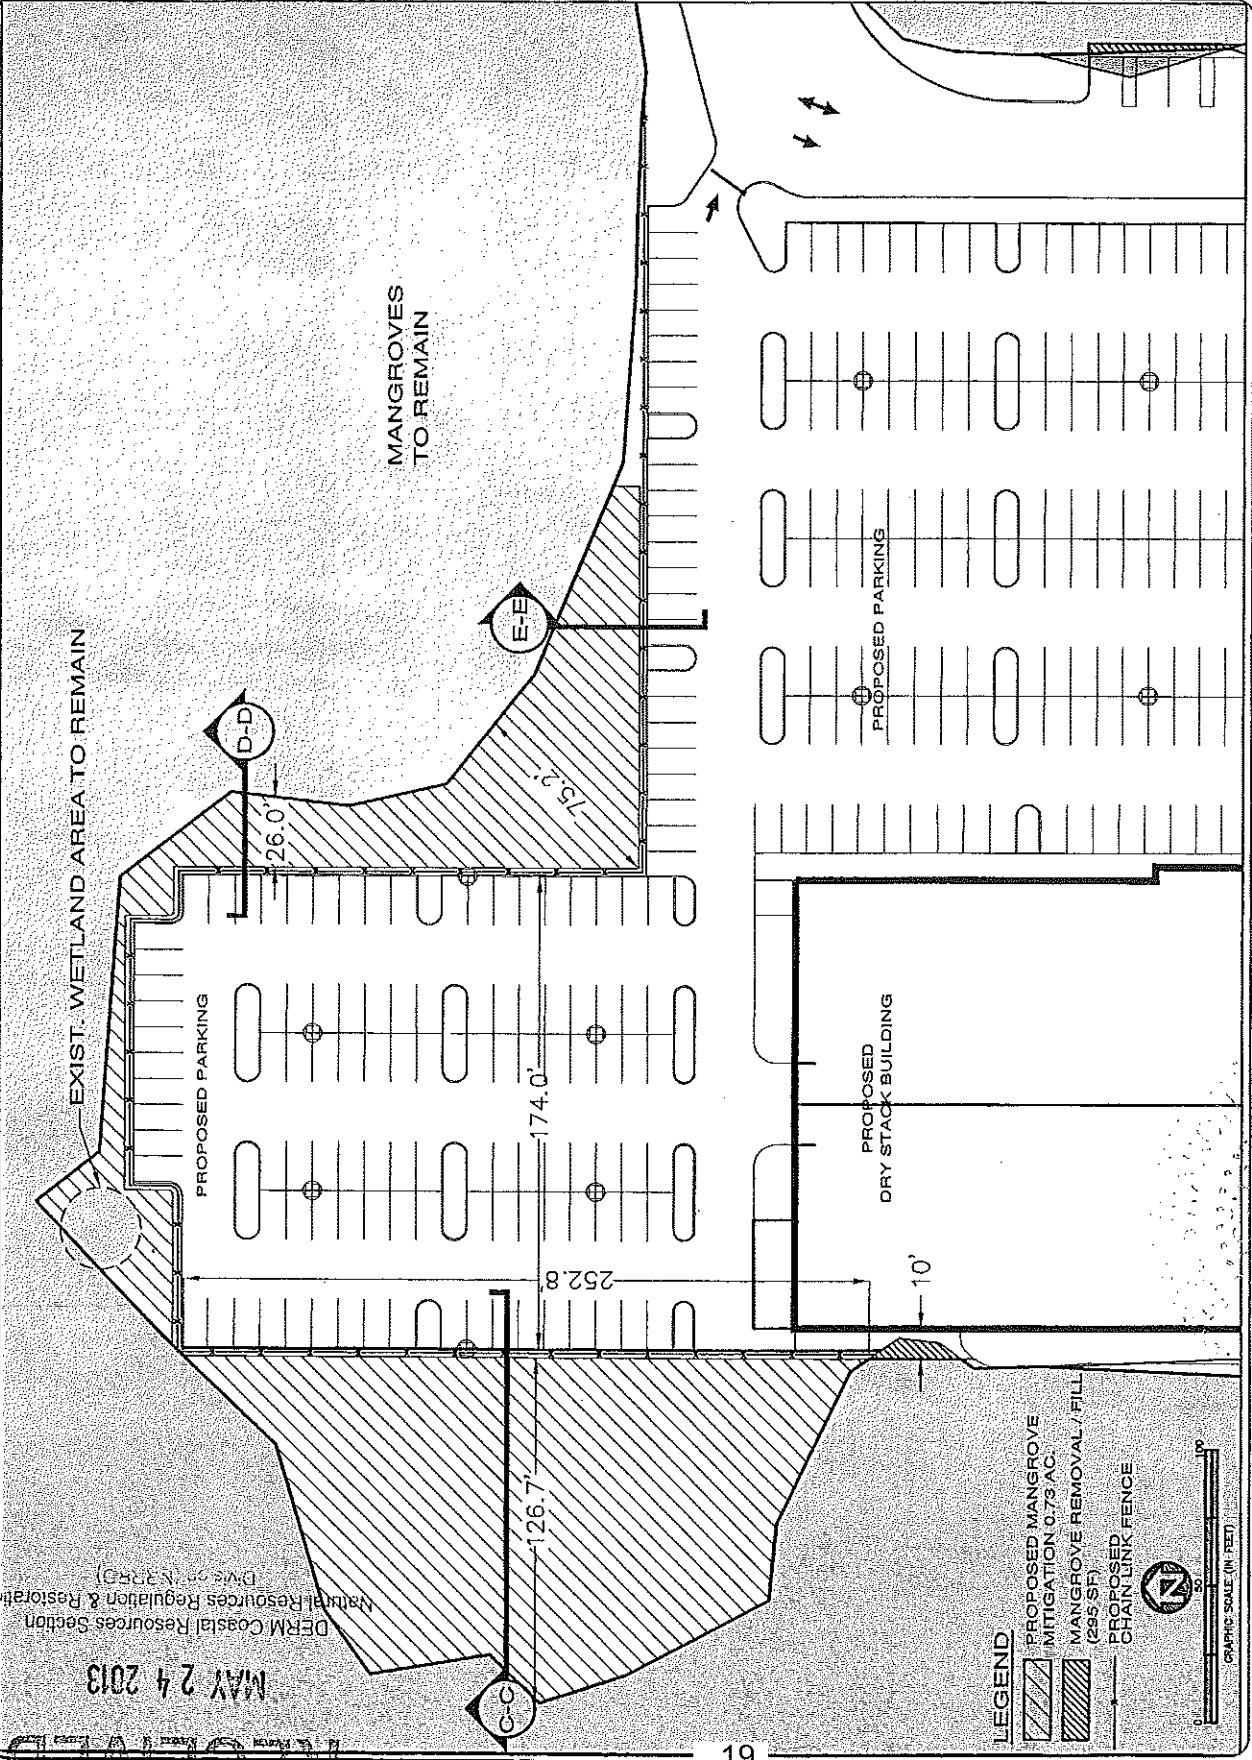 EXIST. WETLAND AREA TO REMAIN
MANGROVES
TO REMAIN
D-D
E-E
26.0'
75.2'
PROPOSED PARKING
174.0'
252.8'
PROPOSED PARKING
PROPOSED
DRY STACK BUILDING
10'
126.7'
C-C
MAY 24 2013
DERM Coastal Resources Section
Natural Resources Regulation & Restoratio
LEGEND
PROPOSED MANGROVE
MITIGATION 0.73 AC.
MANGROVE REMOVAL / FILL
(295 SF)
PROPOSED
CHAIN LINK FENCE
N
0 50 100
GRAPHIC SCALE (IN FEET)
19